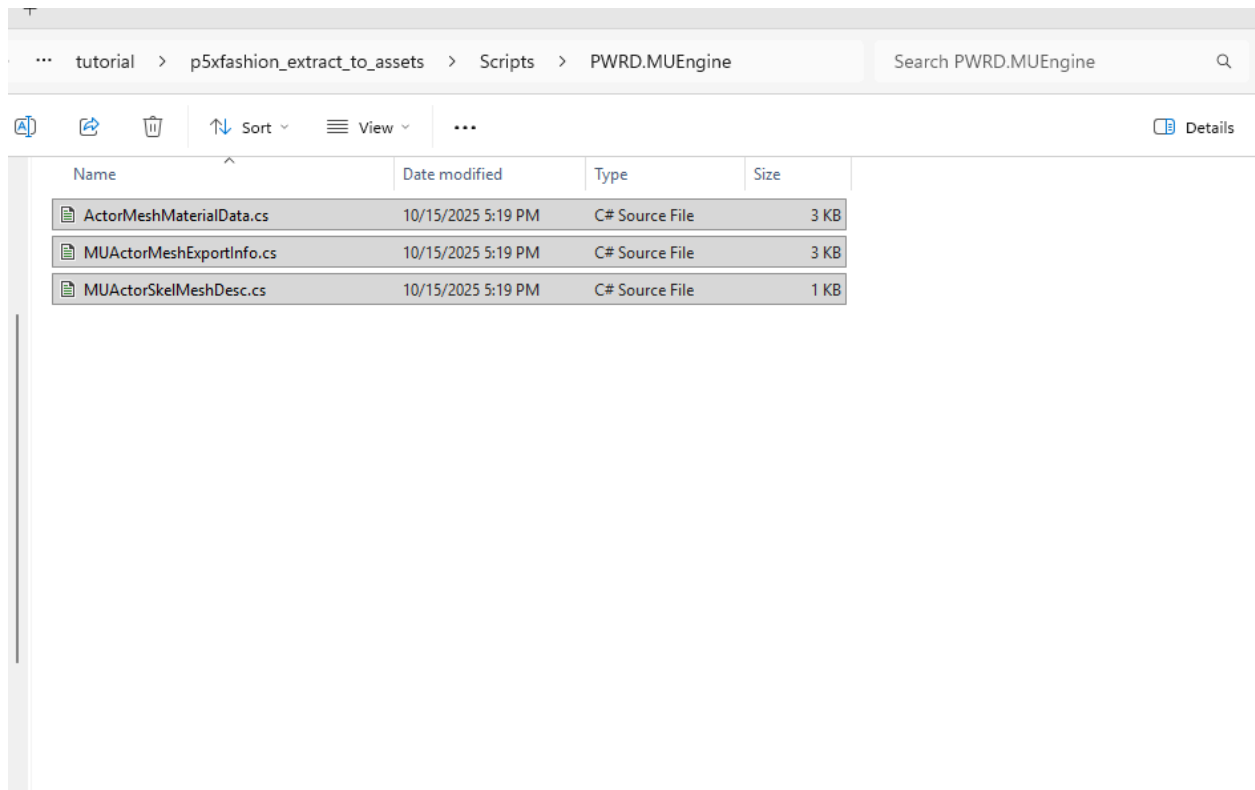 +
... tutorial > p5xfashion_extract_to_assets > Scripts > PWRD.MUEngine Search PWRD.MUEngine
A Sort View ... Details
Name Date modified Type Size
ActorMeshMaterialData.cs 10/15/2025 5:19 PM C# Source File 3 KB
MUActorMeshExportInfo.cs 10/15/2025 5:19 PM C# Source File 3 KB
MUActorSkelMeshDesc.cs 10/15/2025 5:19 PM C# Source File 1 KB